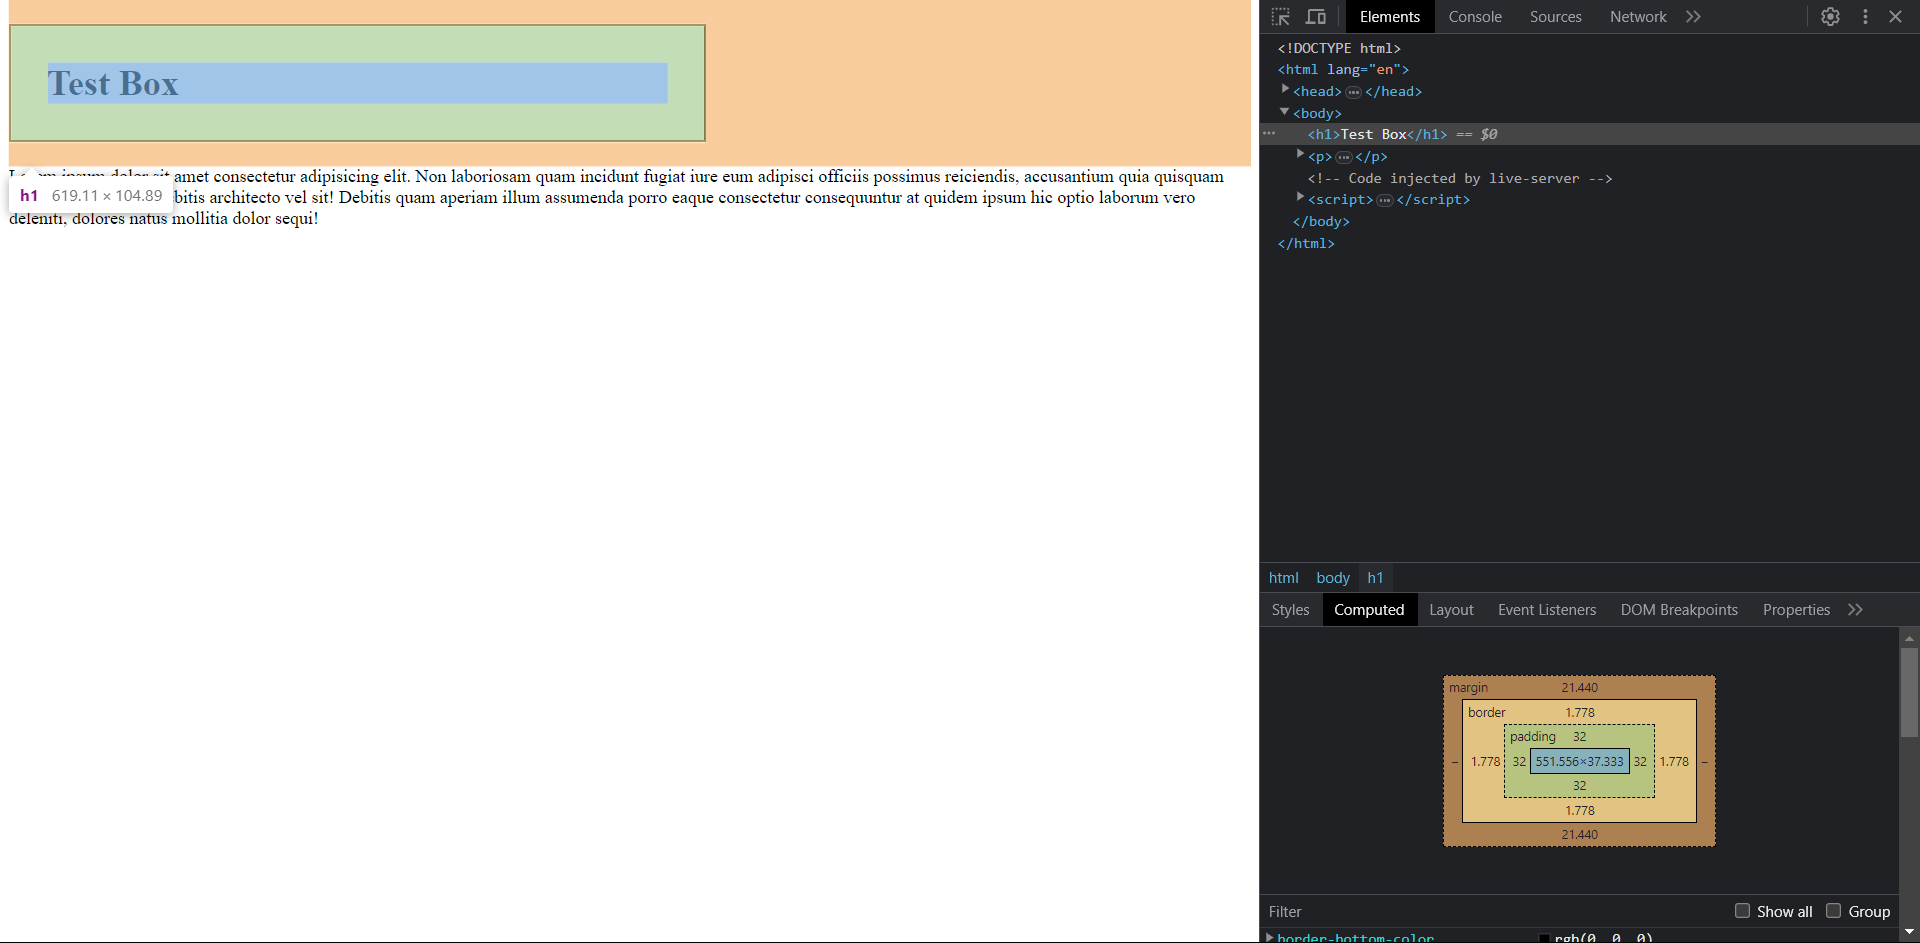 Test Box
amet consectetur adipisicing elit. Non laboriosam quam incidunt fugiat iure eum adipisci officiis possimus reiciendis, accusantium quia quisquam
h1 619.11 × 104.89
bitis architecto vel sit! Debitis quam aperiam illum assumenda porro eaque consectetur consequuntur at quidem ipsum hic optio laborum vero
deleniti, dolores natus mollitia dolor sequi!
Elements Console Sources Network
<!DOCTYPE html>
<html lang="en">
<head>…</head>
<body>
<h1>Test Box</h1> == $0
<p>…</p>
<!-- Code injected by live-server -->
<script>…</script>
</body>
</html>
html body h1
Styles Computed Layout Event Listeners DOM Breakpoints Properties
margin 21.440
border 1.778
padding 32
– 1.778 32 551.556×37.333 32 1.778 –
32
1.778
21.440
Filter Show all Group
border-bottom-color rgb(0, 0, 0)